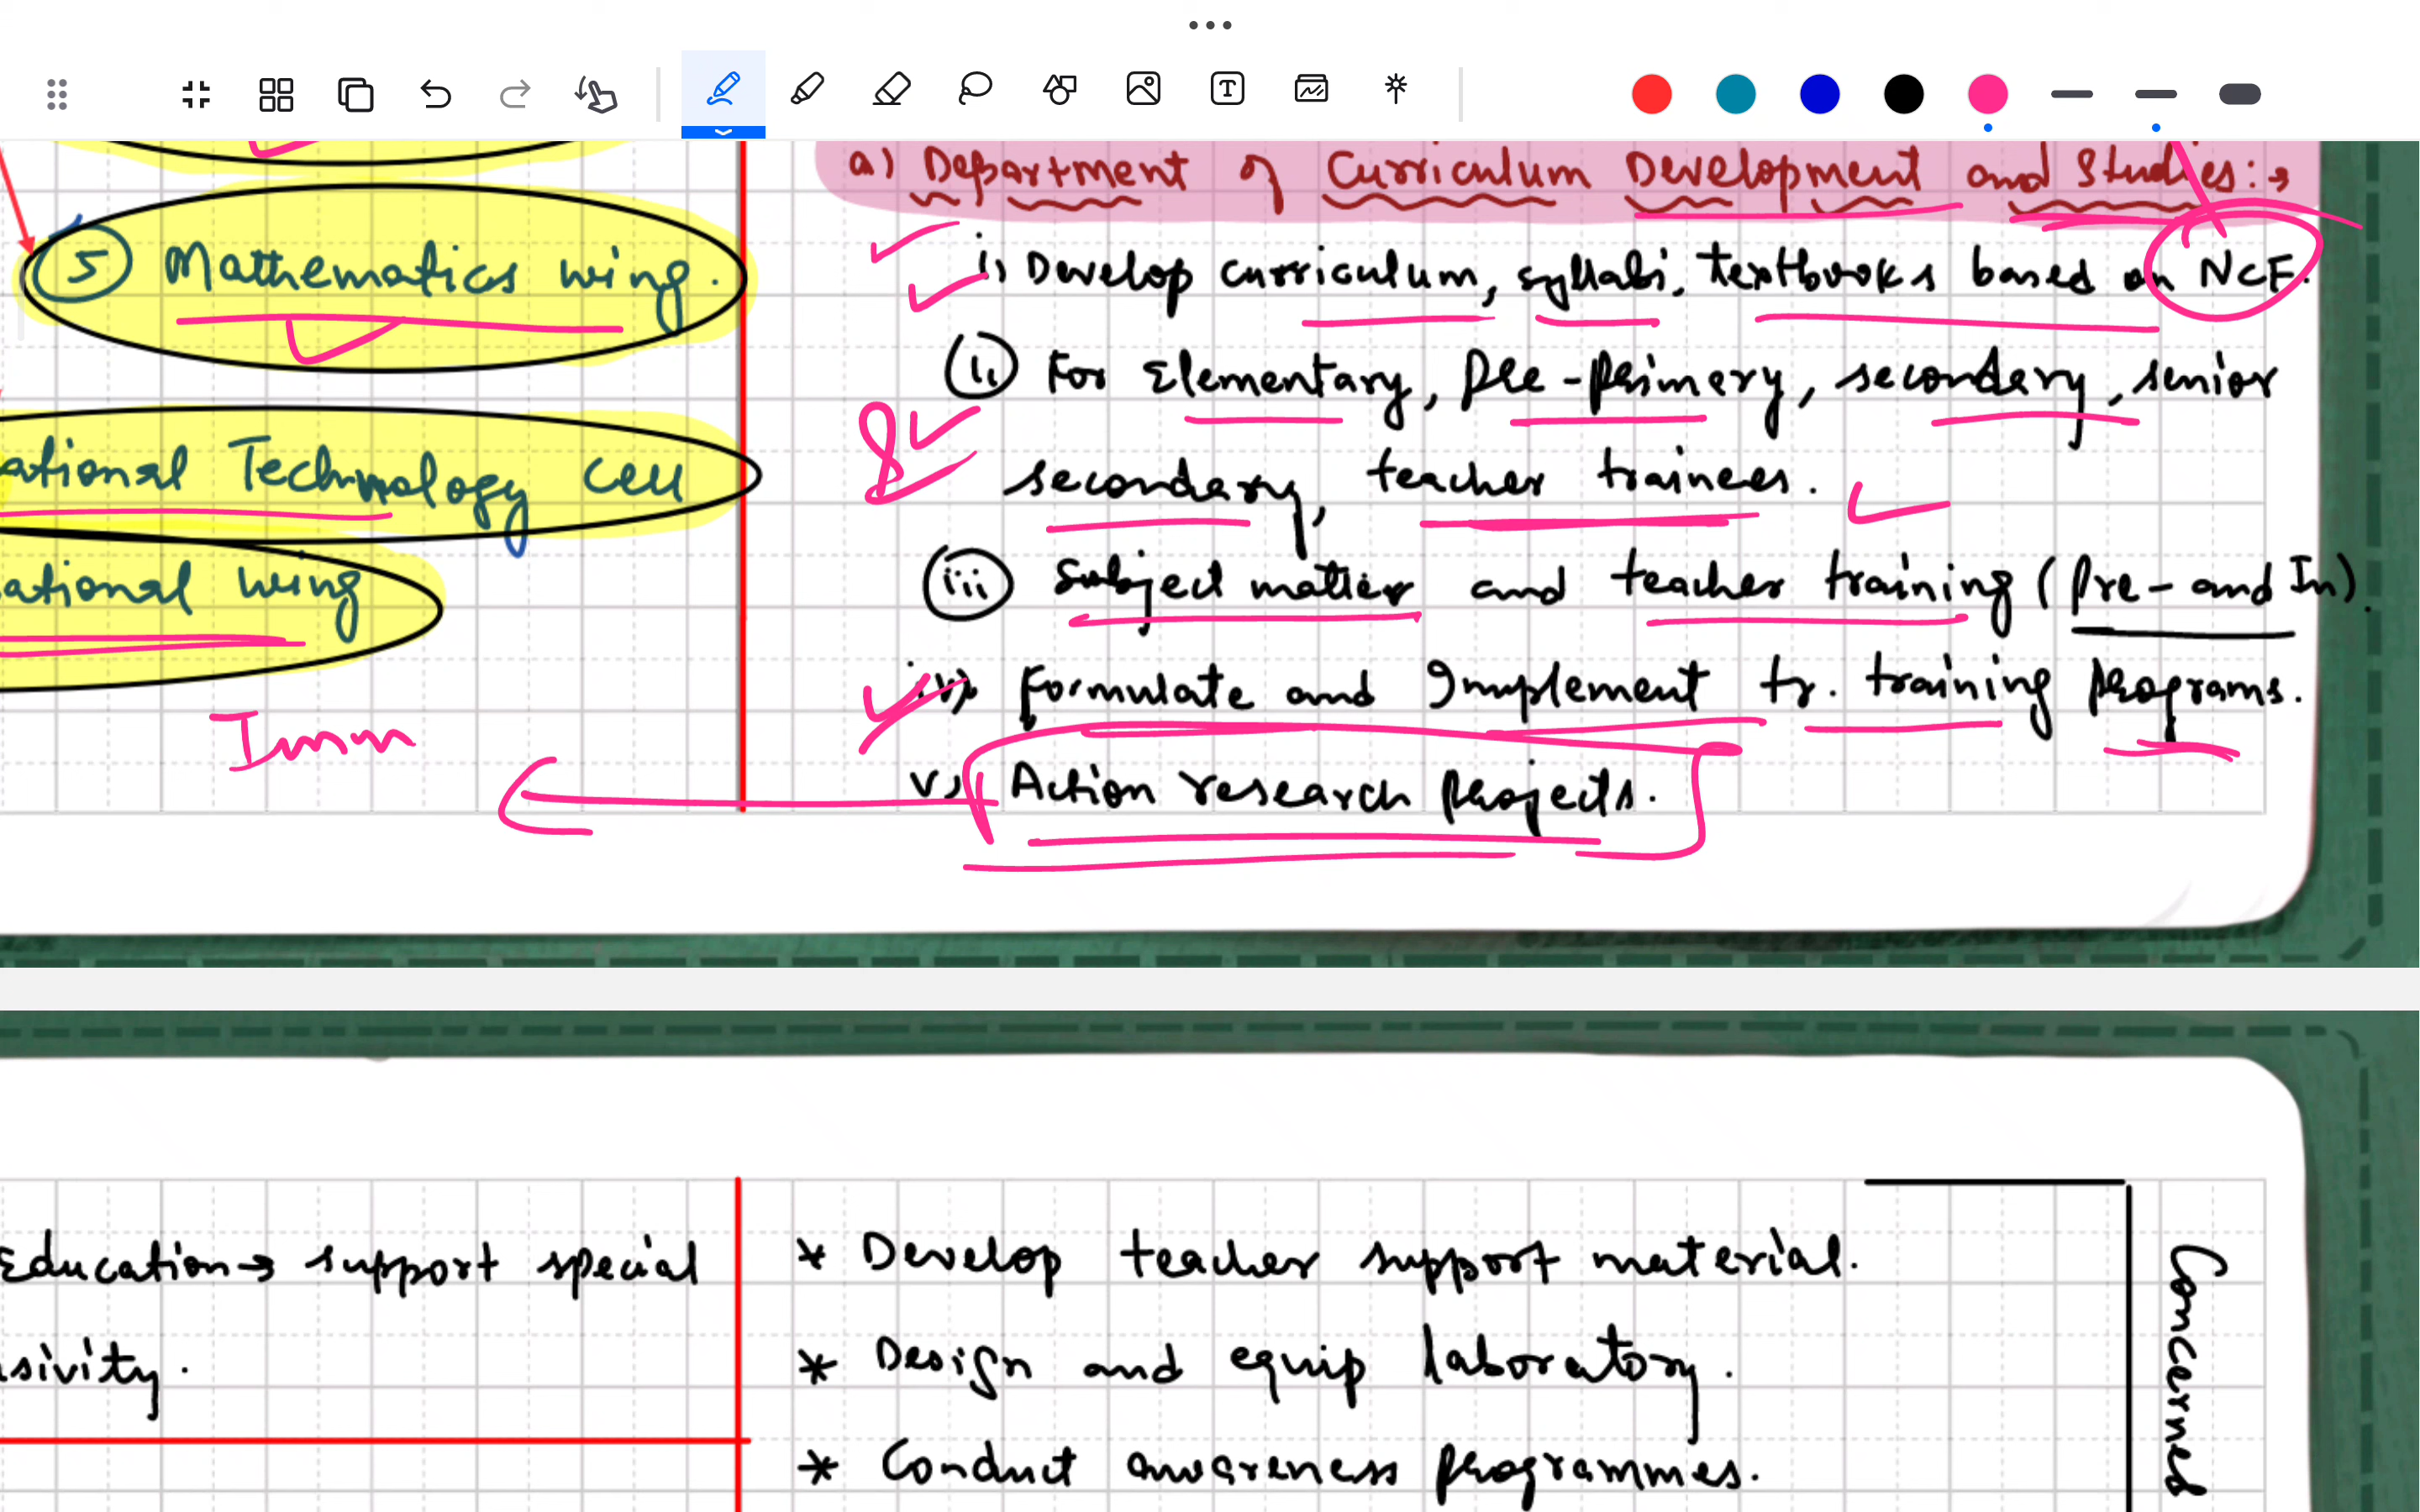 5 Mathematics wing.
ational Technology cell
ational wing
a) Department of Curriculum Development and Studies:→
i) Develop curriculum, syllabi, textbooks based on NCF.
ii) For Elementary, Pre-Primary, secondary, senior
secondary, teacher trainees.
iii) Subject matter and teacher training (Pre- and In).
iv) Formulate and Implement tr. training programs.
v) Action research projects.
Education→ support special
sivity.
* Develop teacher support material.
* Design and equip laboratory.
* Conduct awareness programmes.
Concerned